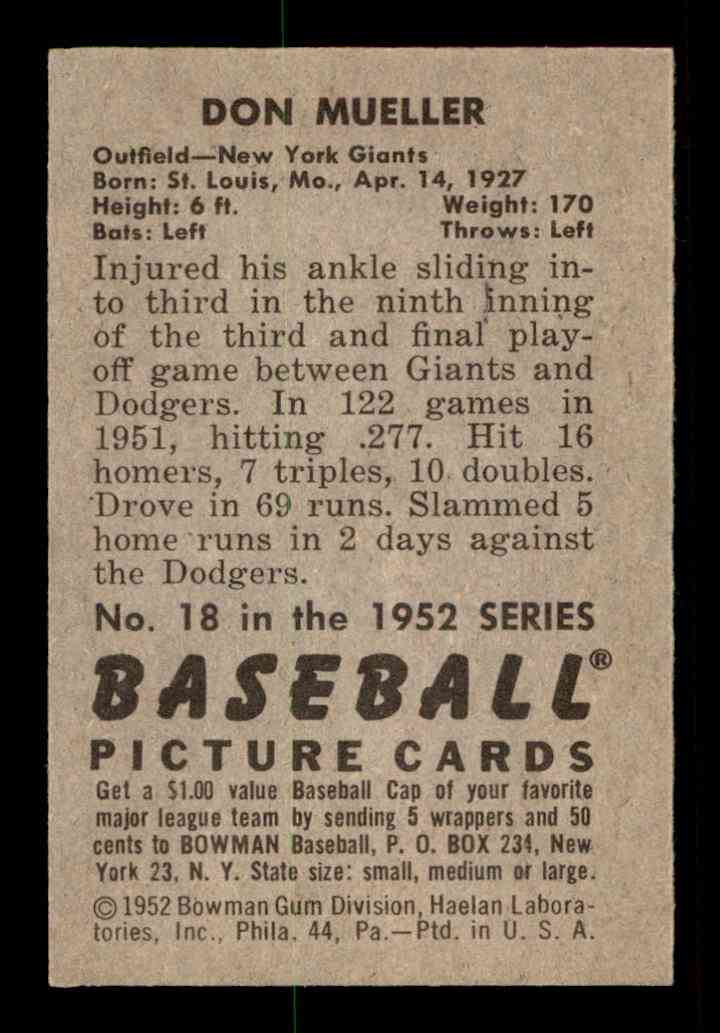 DON MUELLER
Outfield—New York Giants
Born: St. Louis, Mo., Apr. 14, 1927
Height: 6 ft. Weight: 170
Bats: Left Throws: Left
Injured his ankle sliding in-
to third in the ninth inning
of the third and final play-
off game between Giants and
Dodgers. In 122 games in
1951, hitting .277. Hit 16
homers, 7 triples, 10 doubles.
Drove in 69 runs. Slammed 5
home runs in 2 days against
the Dodgers.
No. 18 in the 1952 SERIES
BASEBALL®
PICTURE CARDS
Get a $1.00 value Baseball Cap of your favorite
major league team by sending 5 wrappers and 50
cents to BOWMAN Baseball, P. O. BOX 234, New
York 23, N. Y. State size: small, medium or large.
© 1952 Bowman Gum Division, Haelan Labora-
tories, Inc., Phila. 44, Pa.—Ptd. in U. S. A.